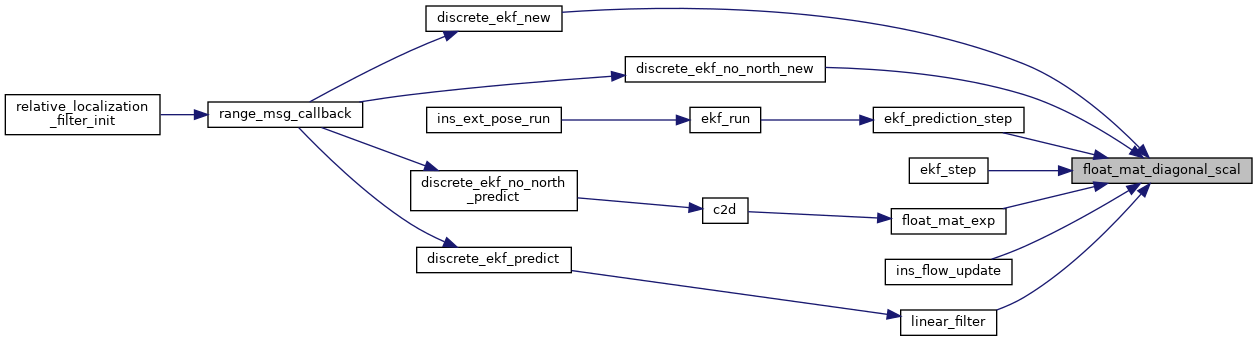 discrete_ekf_new
discrete_ekf_no_north_new
relative_localization
_filter_init
range_msg_callback
ins_ext_pose_run
ekf_run
ekf_prediction_step
ekf_step
float_mat_diagonal_scal
discrete_ekf_no_north
_predict
c2d
float_mat_exp
discrete_ekf_predict
ins_flow_update
linear_filter